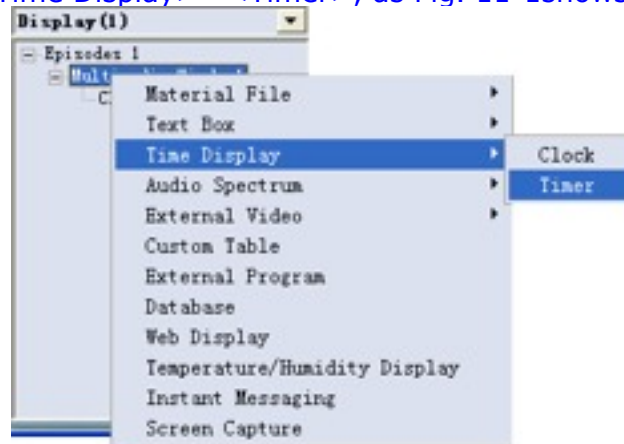 Time Display> <Timer>, as Fig. 11-1shows
Display(1)
Episodes 1
Material File
Text Box
Time Display
Clock
Audio Spectrum
Timer
External Video
Custom Table
External Program
Database
Web Display
Temperature/Humidity Display
Instant Messaging
Screen Capture